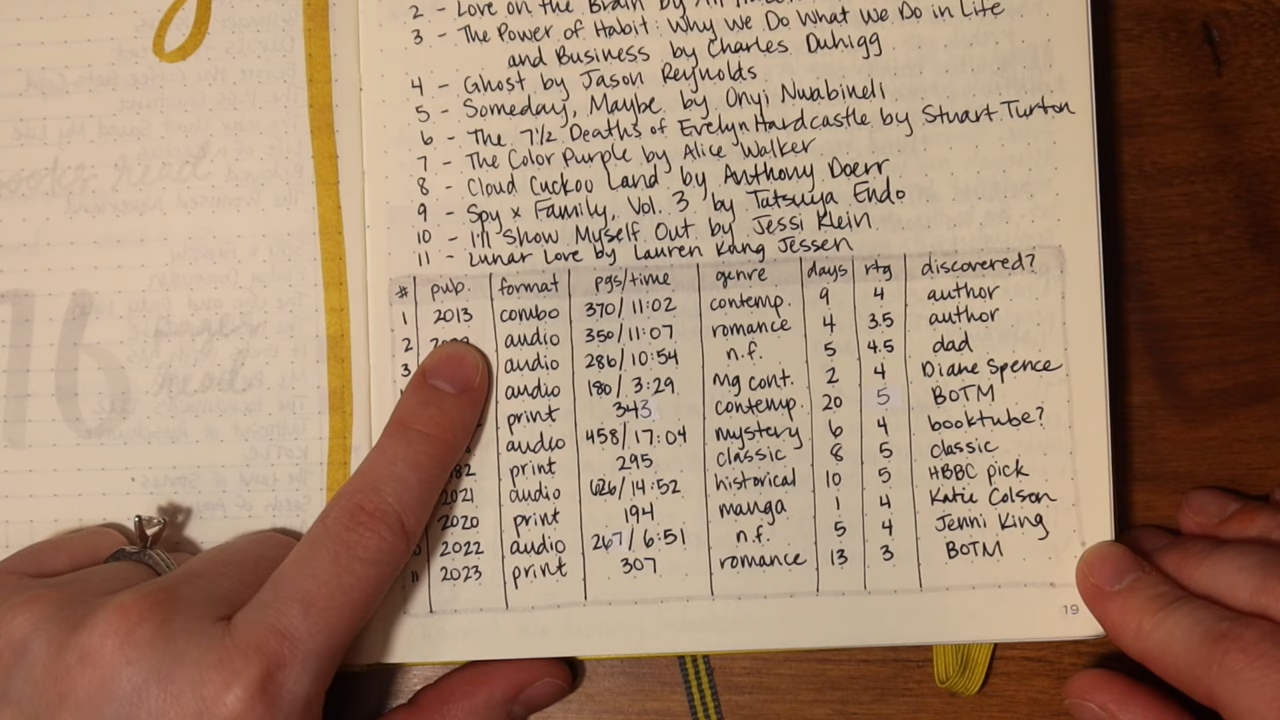 2 - Love on the Brain by
3 - The Power of Habit: Why We Do What We Do in Life
and Business by Charles Duhigg
4 - Ghost by Jason Reynolds
5 - Someday, Maybe by Onyi Nwabineli
6 - The 7½ Deaths of Evelyn Hardcastle by Stuart Turton
7 - The Color Purple by Alice Walker
8 - Cloud Cuckoo Land by Anthony Doerr
9 - Spy x Family, Vol. 3 by Tatsuya Endo
10 - I'll Show Myself Out by Jessi Klein
11 - Lunar Love by Lauren Kung Jessen
# pub. format pgs/time genre days rtg discovered?
1 2013 combo 370/11:02 contemp. 9 4 author
2 audio 350/11:07 romance 4 3.5 author
3 audio 286/10:54 n.f. 5 4.5 dad
audio 180/3:29 mg cont. 2 4 Diane Spence
print 343 contemp. 20 5 BOTM
audio 458/17:04 mystery 6 4 booktube?
82 print 295 classic 8 5 classic
2021 audio 626/14:52 historical 10 5 HBBC pick
2020 print 194 manga 1 4 Katie Colson
2022 audio 267/6:51 n.f. 5 4 Jenni King
11 2023 print 307 romance 13 3 BOTM
19